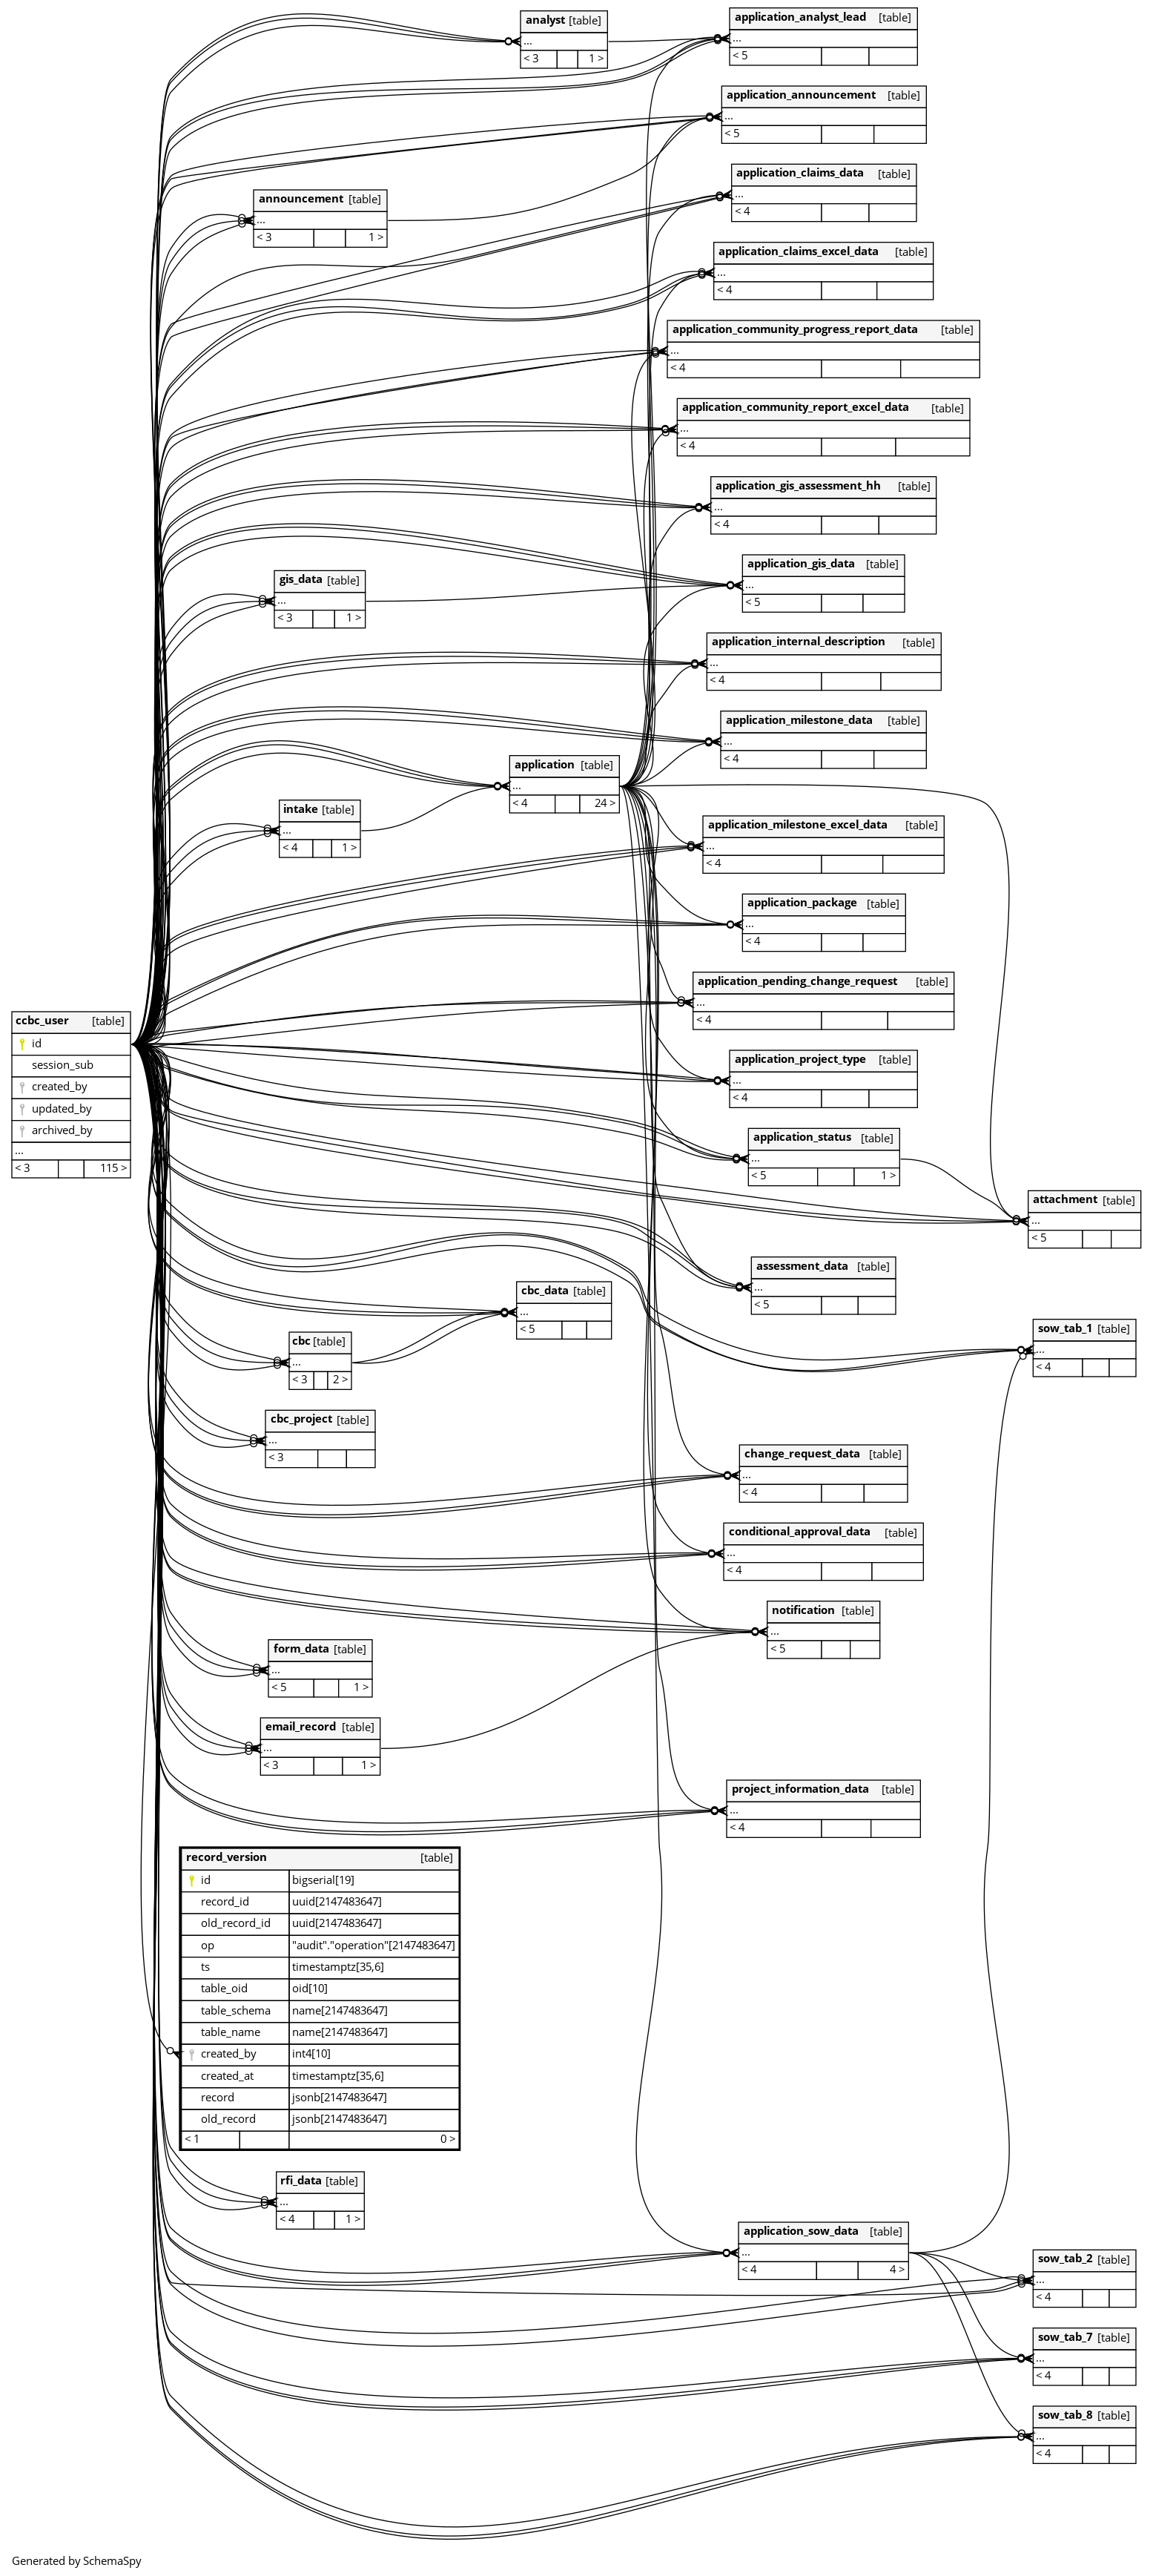 analyst [table]
...
< 3 1 >
application_analyst_lead [table]
...
< 5
application_announcement [table]
...
< 5
application_claims_data [table]
...
< 4
announcement [table]
...
< 3 1 >
application_claims_excel_data [table]
...
< 4
application_community_progress_report_data [table]
...
< 4
application_community_report_excel_data [table]
...
< 4
application_gis_assessment_hh [table]
...
< 4
application_gis_data [table]
...
< 5
gis_data [table]
...
< 3 1 >
application_internal_description [table]
...
< 4
application_milestone_data [table]
...
< 4
application [table]
...
< 4 24 >
intake [table]
...
< 4 1 >
application_milestone_excel_data [table]
...
< 4
application_package [table]
...
< 4
application_pending_change_request [table]
...
< 4
ccbc_user [table]
id
session_sub
created_by
updated_by
archived_by
...
< 3 115 >
application_project_type [table]
...
< 4
application_status [table]
...
< 5 1 >
attachment [table]
...
< 5
assessment_data [table]
...
< 5
cbc_data [table]
...
< 5
sow_tab_1 [table]
...
< 4
cbc [table]
...
< 3 2 >
cbc_project [table]
...
< 3
change_request_data [table]
...
< 4
conditional_approval_data [table]
...
< 4
notification [table]
...
< 5
form_data [table]
...
< 5 1 >
email_record [table]
...
< 3 1 >
project_information_data [table]
...
< 4
record_version [table]
id bigserial[19]
record_id uuid[2147483647]
old_record_id uuid[2147483647]
op "audit"."operation"[2147483647]
ts timestamptz[35,6]
table_oid oid[10]
table_schema name[2147483647]
table_name name[2147483647]
created_by int4[10]
created_at timestamptz[35,6]
record jsonb[2147483647]
old_record jsonb[2147483647]
< 1 0 >
rfi_data [table]
...
< 4 1 >
application_sow_data [table]
...
< 4 4 >
sow_tab_2 [table]
...
< 4
sow_tab_7 [table]
...
< 4
sow_tab_8 [table]
...
< 4
Generated by SchemaSpy